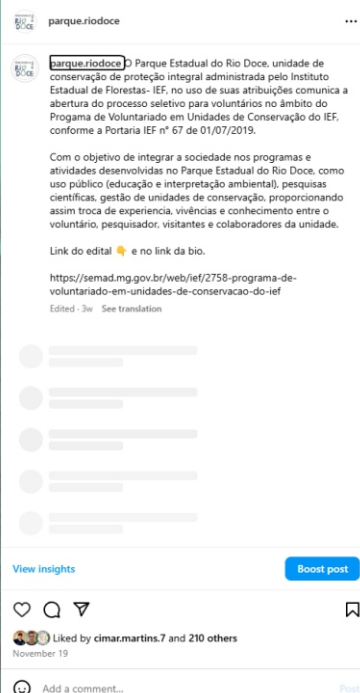 parque.riodoce
parque.riodoce O Parque Estadual do Rio Doce, unidade de
conservação de proteção integral administrada pelo Instituto
Estadual de Florestas- IEF, no uso de suas atribuições comunica a
abertura do processo seletivo para voluntários no âmbito do
Progama de Voluntariado em Unidades de Conservação do IEF,
conforme a Portaria IEF n° 67 de 01/07/2019.
Com o objetivo de integrar a sociedade nos programas e
atividades desenvolvidas no Parque Estadual do Rio Doce, como
uso público (educação e interpretação ambiental), pesquisas
científicas, gestão de unidades de conservação, proporcionando
assim troca de experiencia, vivências e conhecimento entre o
voluntário, pesquisador, visitantes e colaboradores da unidade.
Link do edital 👇 e no link da bio.
https://semad.mg.gov.br/web/ief/2758-programa-de-
voluntariado-em-unidades-de-conservacao-do-ief
Edited · 3w See translation
View insights
Boost post
Liked by cimar.martins.7 and 210 others
November 19
Add a comment...
Post